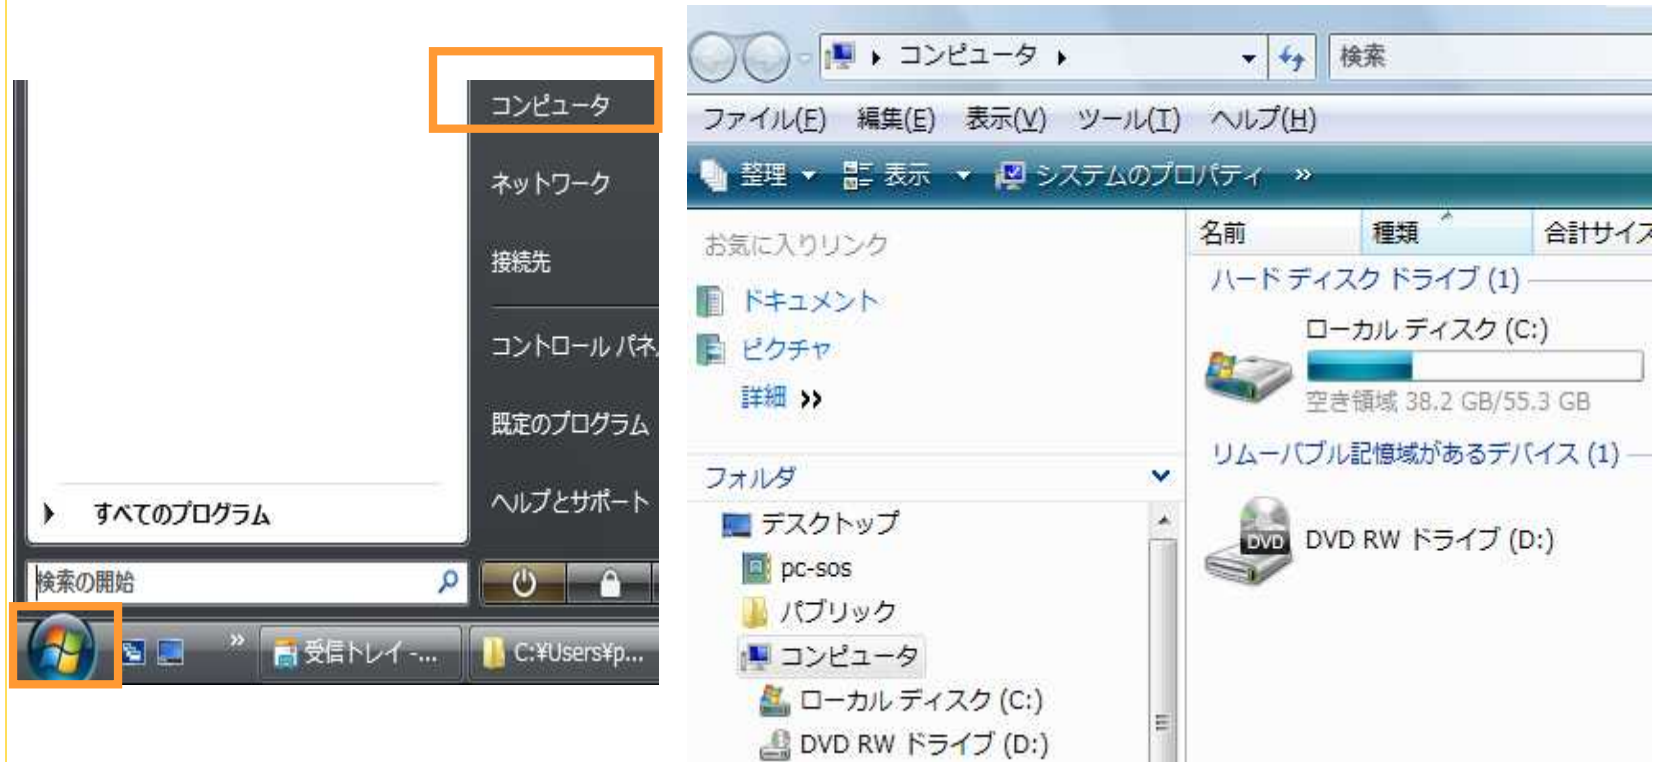 コンピュータ
ネットワーク
接続先
コントロール パネ
既定のプログラム
ヘルプとサポート
すべてのプログラム
検索の開始
» 受信トレイ -... C:¥Users¥p...
コンピュータ
検索
ファイル(F) 編集(E) 表示(V) ツール(T) ヘルプ(H)
整理 表示 システムのプロパティ »
お気に入りリンク
ドキュメント
ピクチャ
詳細 »
フォルダ
デスクトップ
pc-sos
パブリック
コンピュータ
ローカル ディスク (C:)
DVD RW ドライブ (D:)
名前 種類 合計サイズ
ハード ディスク ドライブ (1)
ローカル ディスク (C:)
空き領域 38.2 GB/55.3 GB
リムーバブル記憶域があるデバイス (1)
DVD
DVD RW ドライブ (D:)